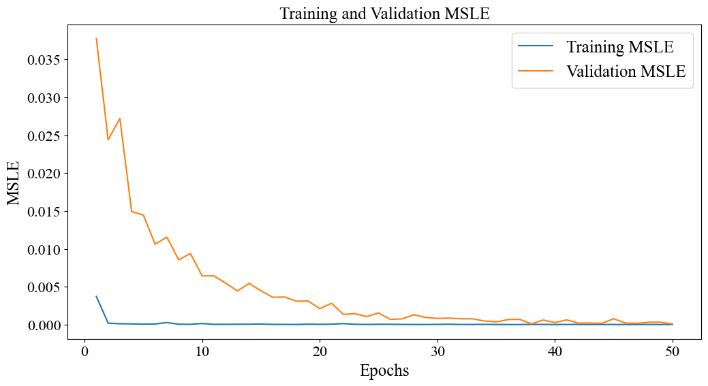 Training and Validation MSLE
Training MSLE
Validation MSLE
0.035
0.030
0.025
0.020
0.015
0.010
0.005
0.000
MSLE
0 10 20 30 40 50
Epochs